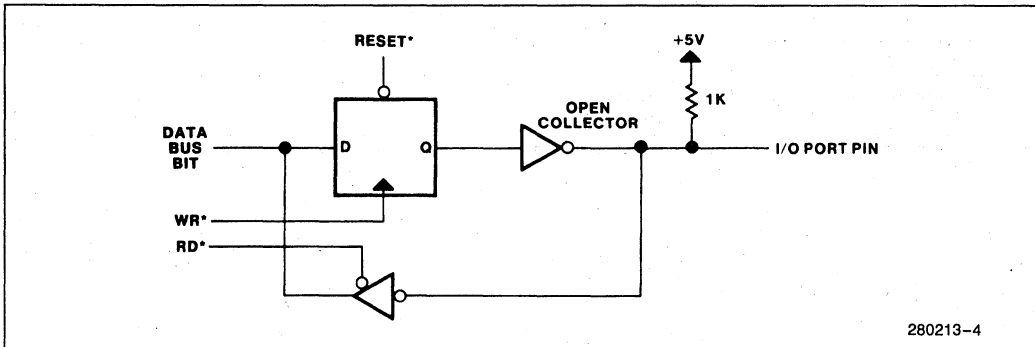 RESET*
+5V
1K
OPEN
COLLECTOR
DATA
BUS
BIT
D
Q
I/O PORT PIN
WR*
RD*
280213-4